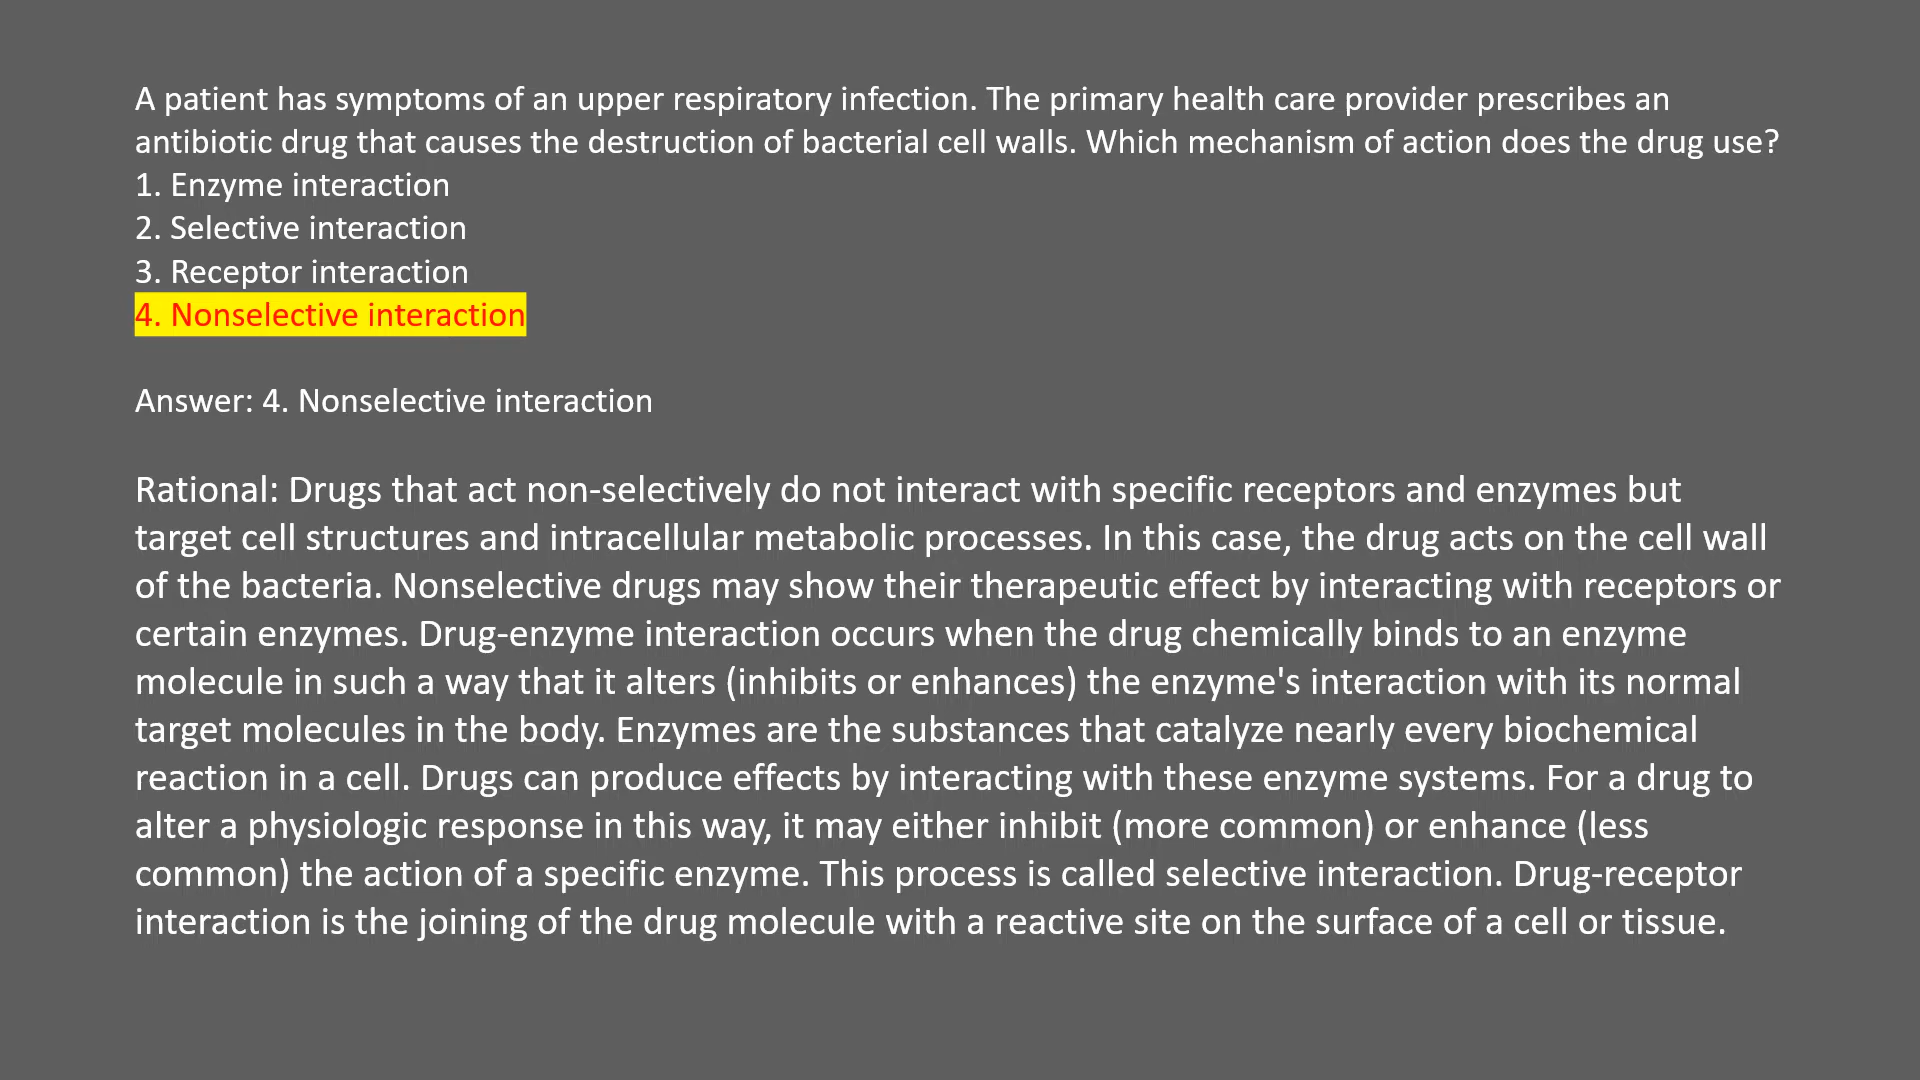 A patient has symptoms of an upper respiratory infection. The primary health care provider prescribes an
antibiotic drug that causes the destruction of bacterial cell walls. Which mechanism of action does the drug use?
1. Enzyme interaction
2. Selective interaction
3. Receptor interaction
4. Nonselective interaction
Answer: 4. Nonselective interaction
Rational: Drugs that act non-selectively do not interact with specific receptors and enzymes but
target cell structures and intracellular metabolic processes. In this case, the drug acts on the cell wall
of the bacteria. Nonselective drugs may show their therapeutic effect by interacting with receptors or
certain enzymes. Drug-enzyme interaction occurs when the drug chemically binds to an enzyme
molecule in such a way that it alters (inhibits or enhances) the enzyme's interaction with its normal
target molecules in the body. Enzymes are the substances that catalyze nearly every biochemical
reaction in a cell. Drugs can produce effects by interacting with these enzyme systems. For a drug to
alter a physiologic response in this way, it may either inhibit (more common) or enhance (less
common) the action of a specific enzyme. This process is called selective interaction. Drug-receptor
interaction is the joining of the drug molecule with a reactive site on the surface of a cell or tissue.